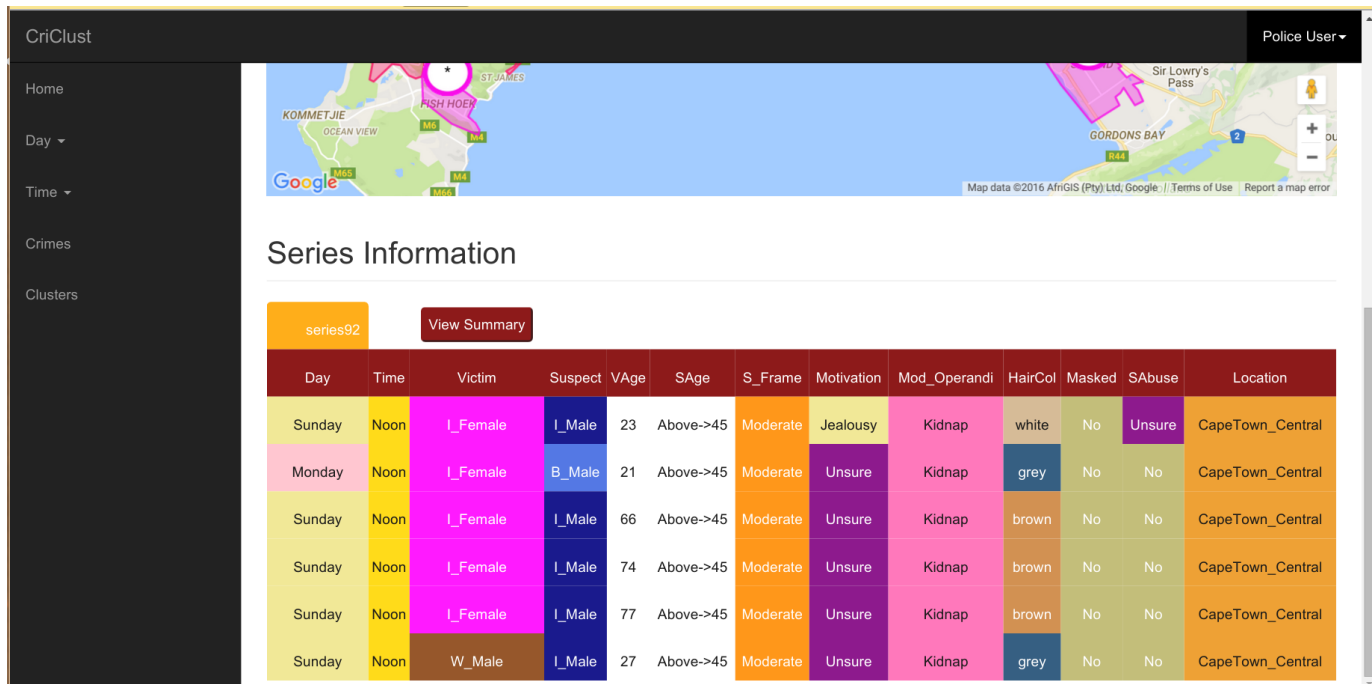 CriClust
Police User
Home
Day
Time
Crimes
Clusters
*
ST JAMES
FISH HOEK
KOMMETJIE
OCEAN VIEW
M6
M4
M65
M4
M66
Google
Sir Lowry's
Pass
GORDONS BAY
2
R44
+
−
Map data ©2016 AfriGIS (Pty) Ltd, Google Terms of Use Report a map error
Series Information
series92 View Summary
Day Time Victim Suspect VAge SAge S_Frame Motivation Mod_Operandi HairCol Masked SAbuse Location
Sunday Noon I_Female I_Male 23 Above->45 Moderate Jealousy Kidnap white No Unsure CapeTown_Central
Monday Noon I_Female B_Male 21 Above->45 Moderate Unsure Kidnap grey No No CapeTown_Central
Sunday Noon I_Female I_Male 66 Above->45 Moderate Unsure Kidnap brown No No CapeTown_Central
Sunday Noon I_Female I_Male 74 Above->45 Moderate Unsure Kidnap brown No No CapeTown_Central
Sunday Noon I_Female I_Male 77 Above->45 Moderate Unsure Kidnap brown No No CapeTown_Central
Sunday Noon W_Male I_Male 27 Above->45 Moderate Unsure Kidnap grey No No CapeTown_Central